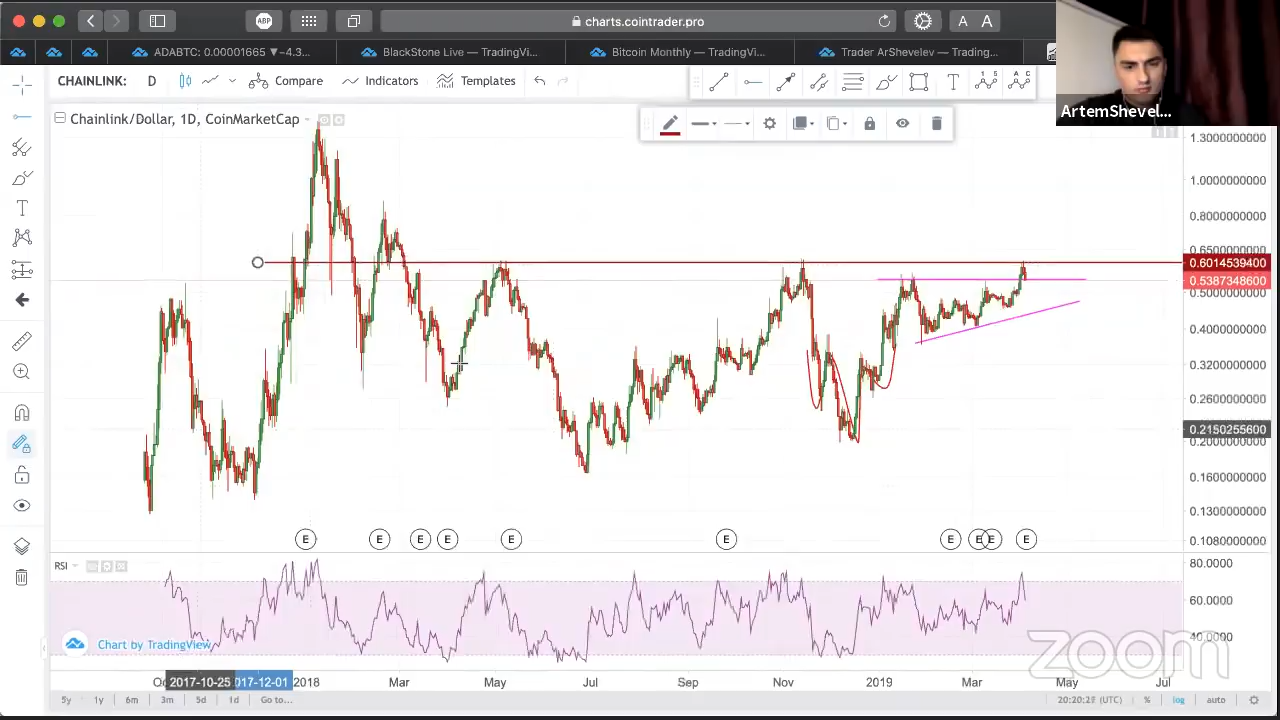 ABP
charts.cointrader.pro
A A
ADABTC: 0.00001665 ▼−4.3...
BlackStone Live — TradingVi...
Bitcoin Monthly — TradingVi...
Trader ArShevelev — Trading...
ArtemShevel...
CHAINLINK:
D
Compare
Indicators
Templates
Chainlink/Dollar, 1D, CoinMarketCap
1.3000000000
1.0000000000
0.8000000000
0.6500000000
0.6014539400
0.5387348600
0.5000000000
0.4000000000
0.3200000000
0.2600000000
0.2150255600
0.2000000000
0.1600000000
0.1300000000
0.1080000000
E E E E E E E E E E
RSI
80.0000
60.0000
40.0000
Chart by TradingView
zoom
2017-10-25
017-12-01
2018
Mar
May
Jul
Sep
Nov
2019
Mar
May
Jul
5y
1y
6m
3m
5d
1d
Go to...
%
log
auto